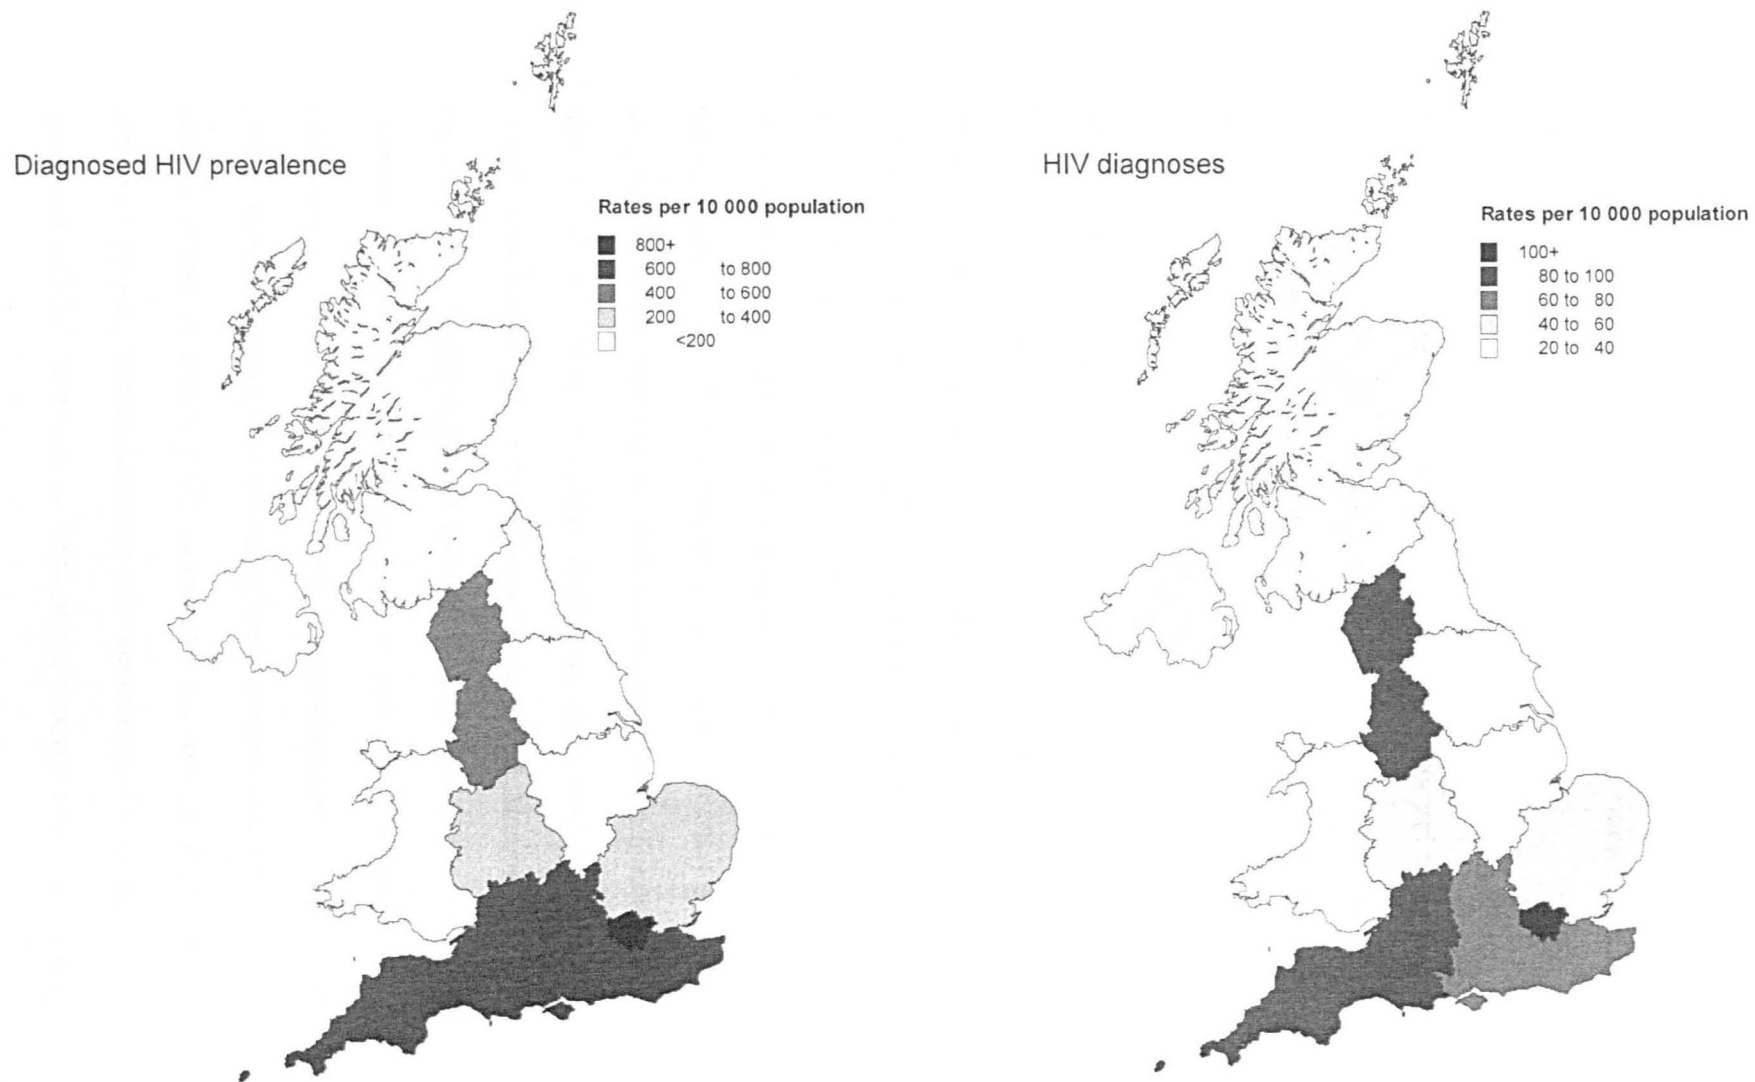 Diagnosed HIV prevalence
Rates per 10 000 population
800+
600 to 800
400 to 600
200 to 400
<200
HIV diagnoses
Rates per 10 000 population
100+
80 to 100
60 to 80
40 to 60
20 to 40